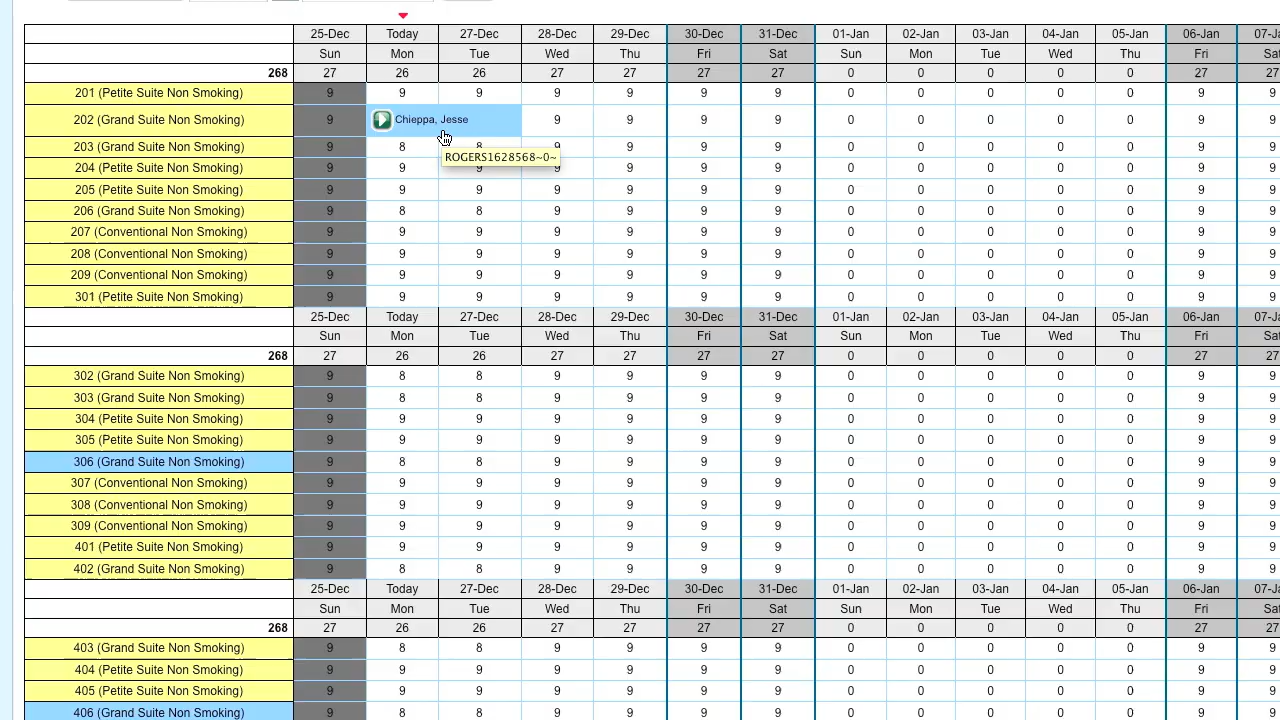 25-Dec Today 27-Dec 28-Dec 29-Dec 30-Dec 31-Dec 01-Jan 02-Jan 03-Jan 04-Jan 05-Jan 06-Jan 07-Ja
Sun Mon Tue Wed Thu Fri Sat Sun Mon Tue Wed Thu Fri Sat
268 27 26 26 27 27 27 27 0 0 0 0 0 27 27
201 (Petite Suite Non Smoking) 9 9 9 9 9 9 9 0 0 0 0 0 9 9
202 (Grand Suite Non Smoking) 9 Chieppa, Jesse 9 9 9 9 0 0 0 0 0 9 9
203 (Grand Suite Non Smoking) 9 8 8 9 9 9 9 0 0 0 0 0 9 9
ROGERS1628568~0~
204 (Petite Suite Non Smoking) 9 9 9 9 9 9 9 0 0 0 0 0 9 9
205 (Petite Suite Non Smoking) 9 9 9 9 9 9 9 0 0 0 0 0 9 9
206 (Grand Suite Non Smoking) 9 8 8 9 9 9 9 0 0 0 0 0 9 9
207 (Conventional Non Smoking) 9 9 9 9 9 9 9 0 0 0 0 0 9 9
208 (Conventional Non Smoking) 9 9 9 9 9 9 9 0 0 0 0 0 9 9
209 (Conventional Non Smoking) 9 9 9 9 9 9 9 0 0 0 0 0 9 9
301 (Petite Suite Non Smoking) 9 9 9 9 9 9 9 0 0 0 0 0 9 9
25-Dec Today 27-Dec 28-Dec 29-Dec 30-Dec 31-Dec 01-Jan 02-Jan 03-Jan 04-Jan 05-Jan 06-Jan 07-Ja
Sun Mon Tue Wed Thu Fri Sat Sun Mon Tue Wed Thu Fri Sat
268 27 26 26 27 27 27 27 0 0 0 0 0 27 27
302 (Grand Suite Non Smoking) 9 8 8 9 9 9 9 0 0 0 0 0 9 9
303 (Grand Suite Non Smoking) 9 8 8 9 9 9 9 0 0 0 0 0 9 9
304 (Petite Suite Non Smoking) 9 9 9 9 9 9 9 0 0 0 0 0 9 9
305 (Petite Suite Non Smoking) 9 9 9 9 9 9 9 0 0 0 0 0 9 9
306 (Grand Suite Non Smoking) 9 8 8 9 9 9 9 0 0 0 0 0 9 9
307 (Conventional Non Smoking) 9 9 9 9 9 9 9 0 0 0 0 0 9 9
308 (Conventional Non Smoking) 9 9 9 9 9 9 9 0 0 0 0 0 9 9
309 (Conventional Non Smoking) 9 9 9 9 9 9 9 0 0 0 0 0 9 9
401 (Petite Suite Non Smoking) 9 9 9 9 9 9 9 0 0 0 0 0 9 9
402 (Grand Suite Non Smoking) 9 8 8 9 9 9 9 0 0 0 0 0 9 9
25-Dec Today 27-Dec 28-Dec 29-Dec 30-Dec 31-Dec 01-Jan 02-Jan 03-Jan 04-Jan 05-Jan 06-Jan 07-Ja
Sun Mon Tue Wed Thu Fri Sat Sun Mon Tue Wed Thu Fri Sat
268 27 26 26 27 27 27 27 0 0 0 0 0 27 27
403 (Grand Suite Non Smoking) 9 8 8 9 9 9 9 0 0 0 0 0 9 9
404 (Petite Suite Non Smoking) 9 9 9 9 9 9 9 0 0 0 0 0 9 9
405 (Petite Suite Non Smoking) 9 9 9 9 9 9 9 0 0 0 0 0 9 9
406 (Grand Suite Non Smoking) 9 8 8 9 9 9 9 0 0 0 0 0 9 9